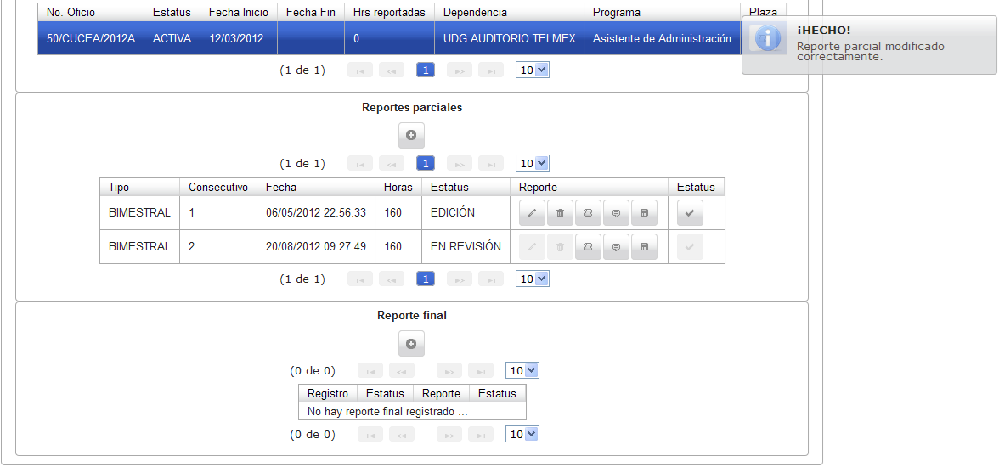 No. Oficio Estatus Fecha Inicio Fecha Fin Hrs reportadas Dependencia Programa Plaza
50/CUCEA/2012A ACTIVA 12/03/2012 0 UDG AUDITORIO TELMEX Asistente de Administración
¡HECHO!
Reporte parcial modificado
correctamente.
(1 de 1) 1 10
Reportes parciales
(1 de 1) 1 10
Tipo Consecutivo Fecha Horas Estatus Reporte Estatus
BIMESTRAL 1 06/05/2012 22:56:33 160 EDICIÓN
BIMESTRAL 2 20/08/2012 09:27:49 160 EN REVISIÓN
(1 de 1) 1 10
Reporte final
(0 de 0) 10
Registro Estatus Reporte Estatus
No hay reporte final registrado ...
(0 de 0) 10